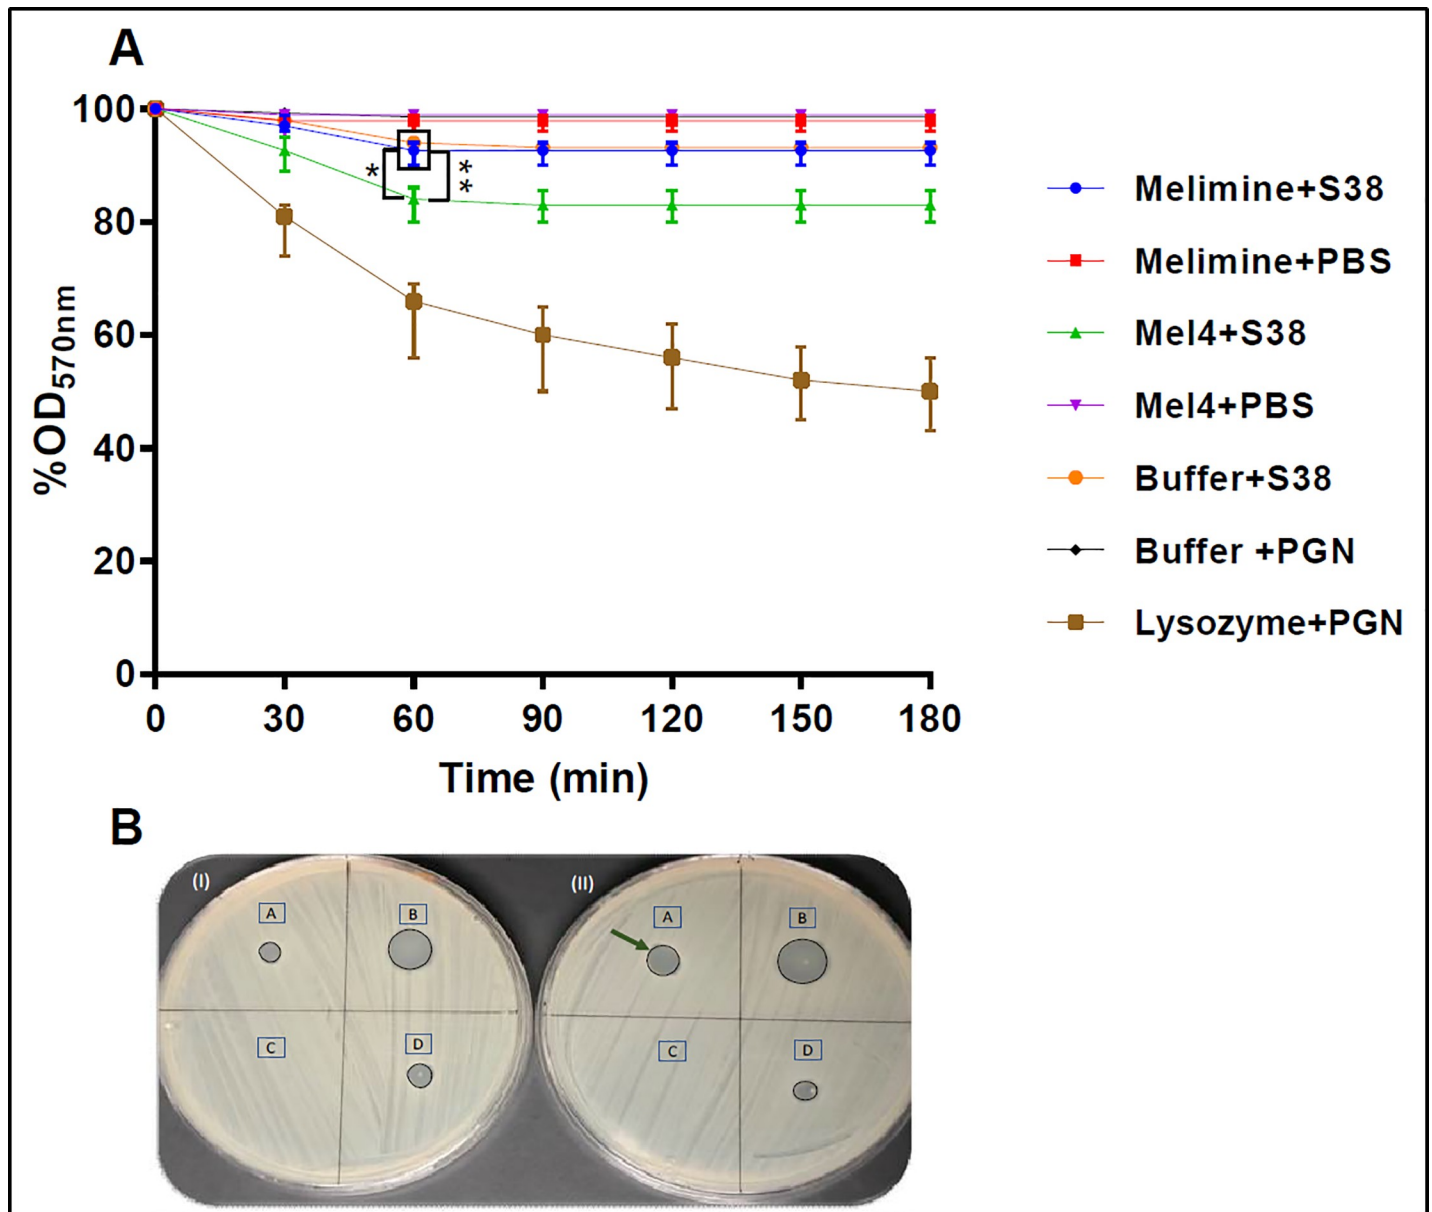 A
100
80
60
40
20
0
%OD570nm
*
**
0 30 60 90 120 150 180
Time (min)
Melimine+S38
Melimine+PBS
Mel4+S38
Mel4+PBS
Buffer+S38
Buffer +PGN
Lysozyme+PGN
B
(I)
A B
C D
(II)
A B
C D